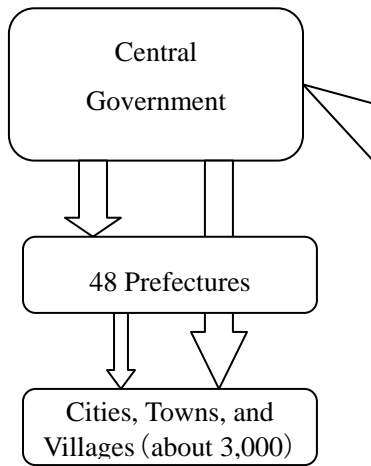 Central
Government
48 Prefectures
Cities, Towns, and
Villages（about 3,000）